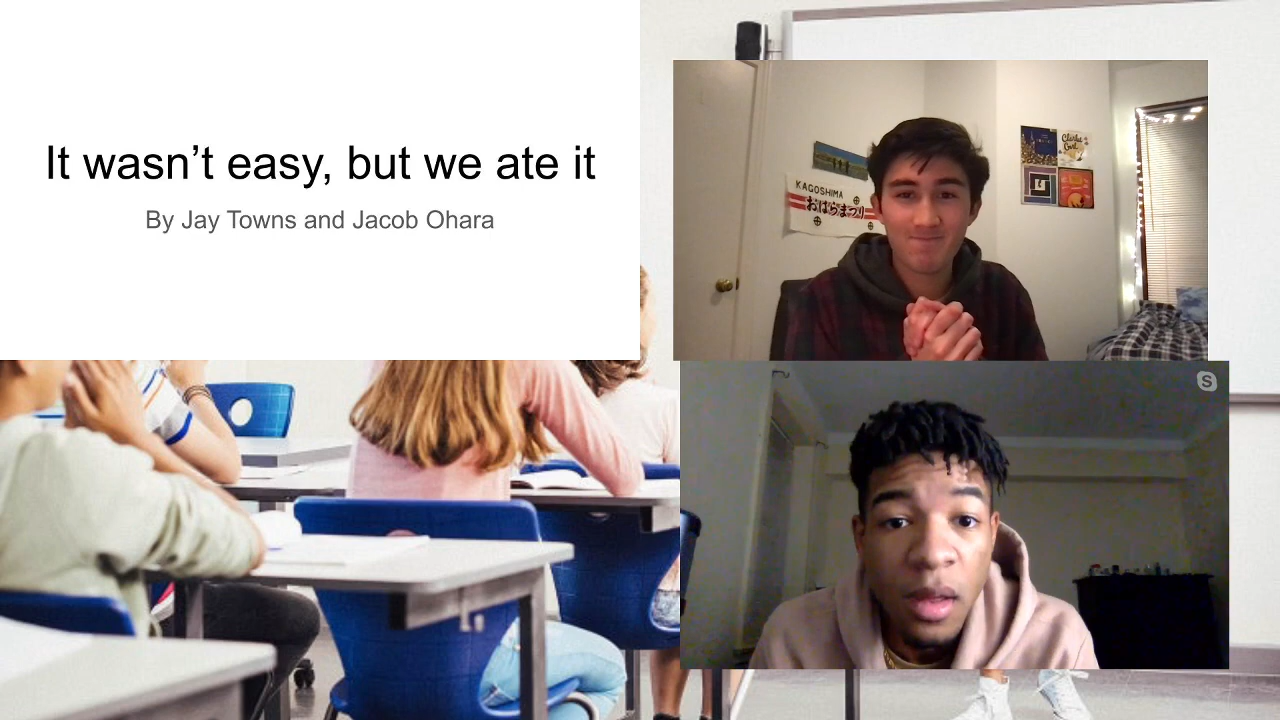 It wasn’t easy, but we ate it
By Jay Towns and Jacob Ohara
KAGOSHIMA
おはらまつり
S